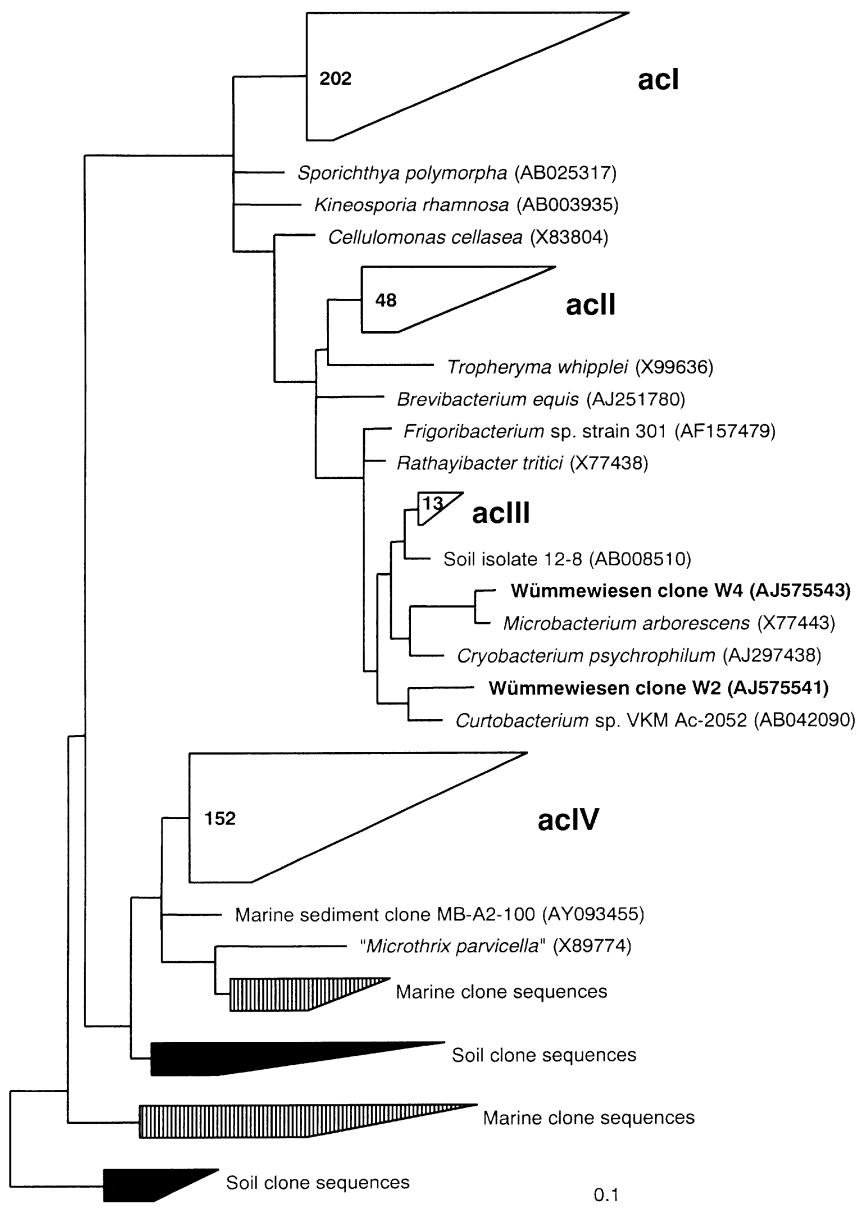 202
acI
Sporichthya polymorpha (AB025317)
Kineosporia rhamnosa (AB003935)
Cellulomonas cellasea (X83804)
48
acII
Tropheryma whipplei (X99636)
Brevibacterium equis (AJ251780)
Frigoribacterium sp. strain 301 (AF157479)
Rathayibacter tritici (X77438)
13
acIII
Soil isolate 12-8 (AB008510)
Wümmewiesen clone W4 (AJ575543)
Microbacterium arborescens (X77443)
Cryobacterium psychrophilum (AJ297438)
Wümmewiesen clone W2 (AJ575541)
Curtobacterium sp. VKM Ac-2052 (AB042090)
152
acIV
Marine sediment clone MB-A2-100 (AY093455)
"Microthrix parvicella" (X89774)
Marine clone sequences
Soil clone sequences
Marine clone sequences
Soil clone sequences
0.1